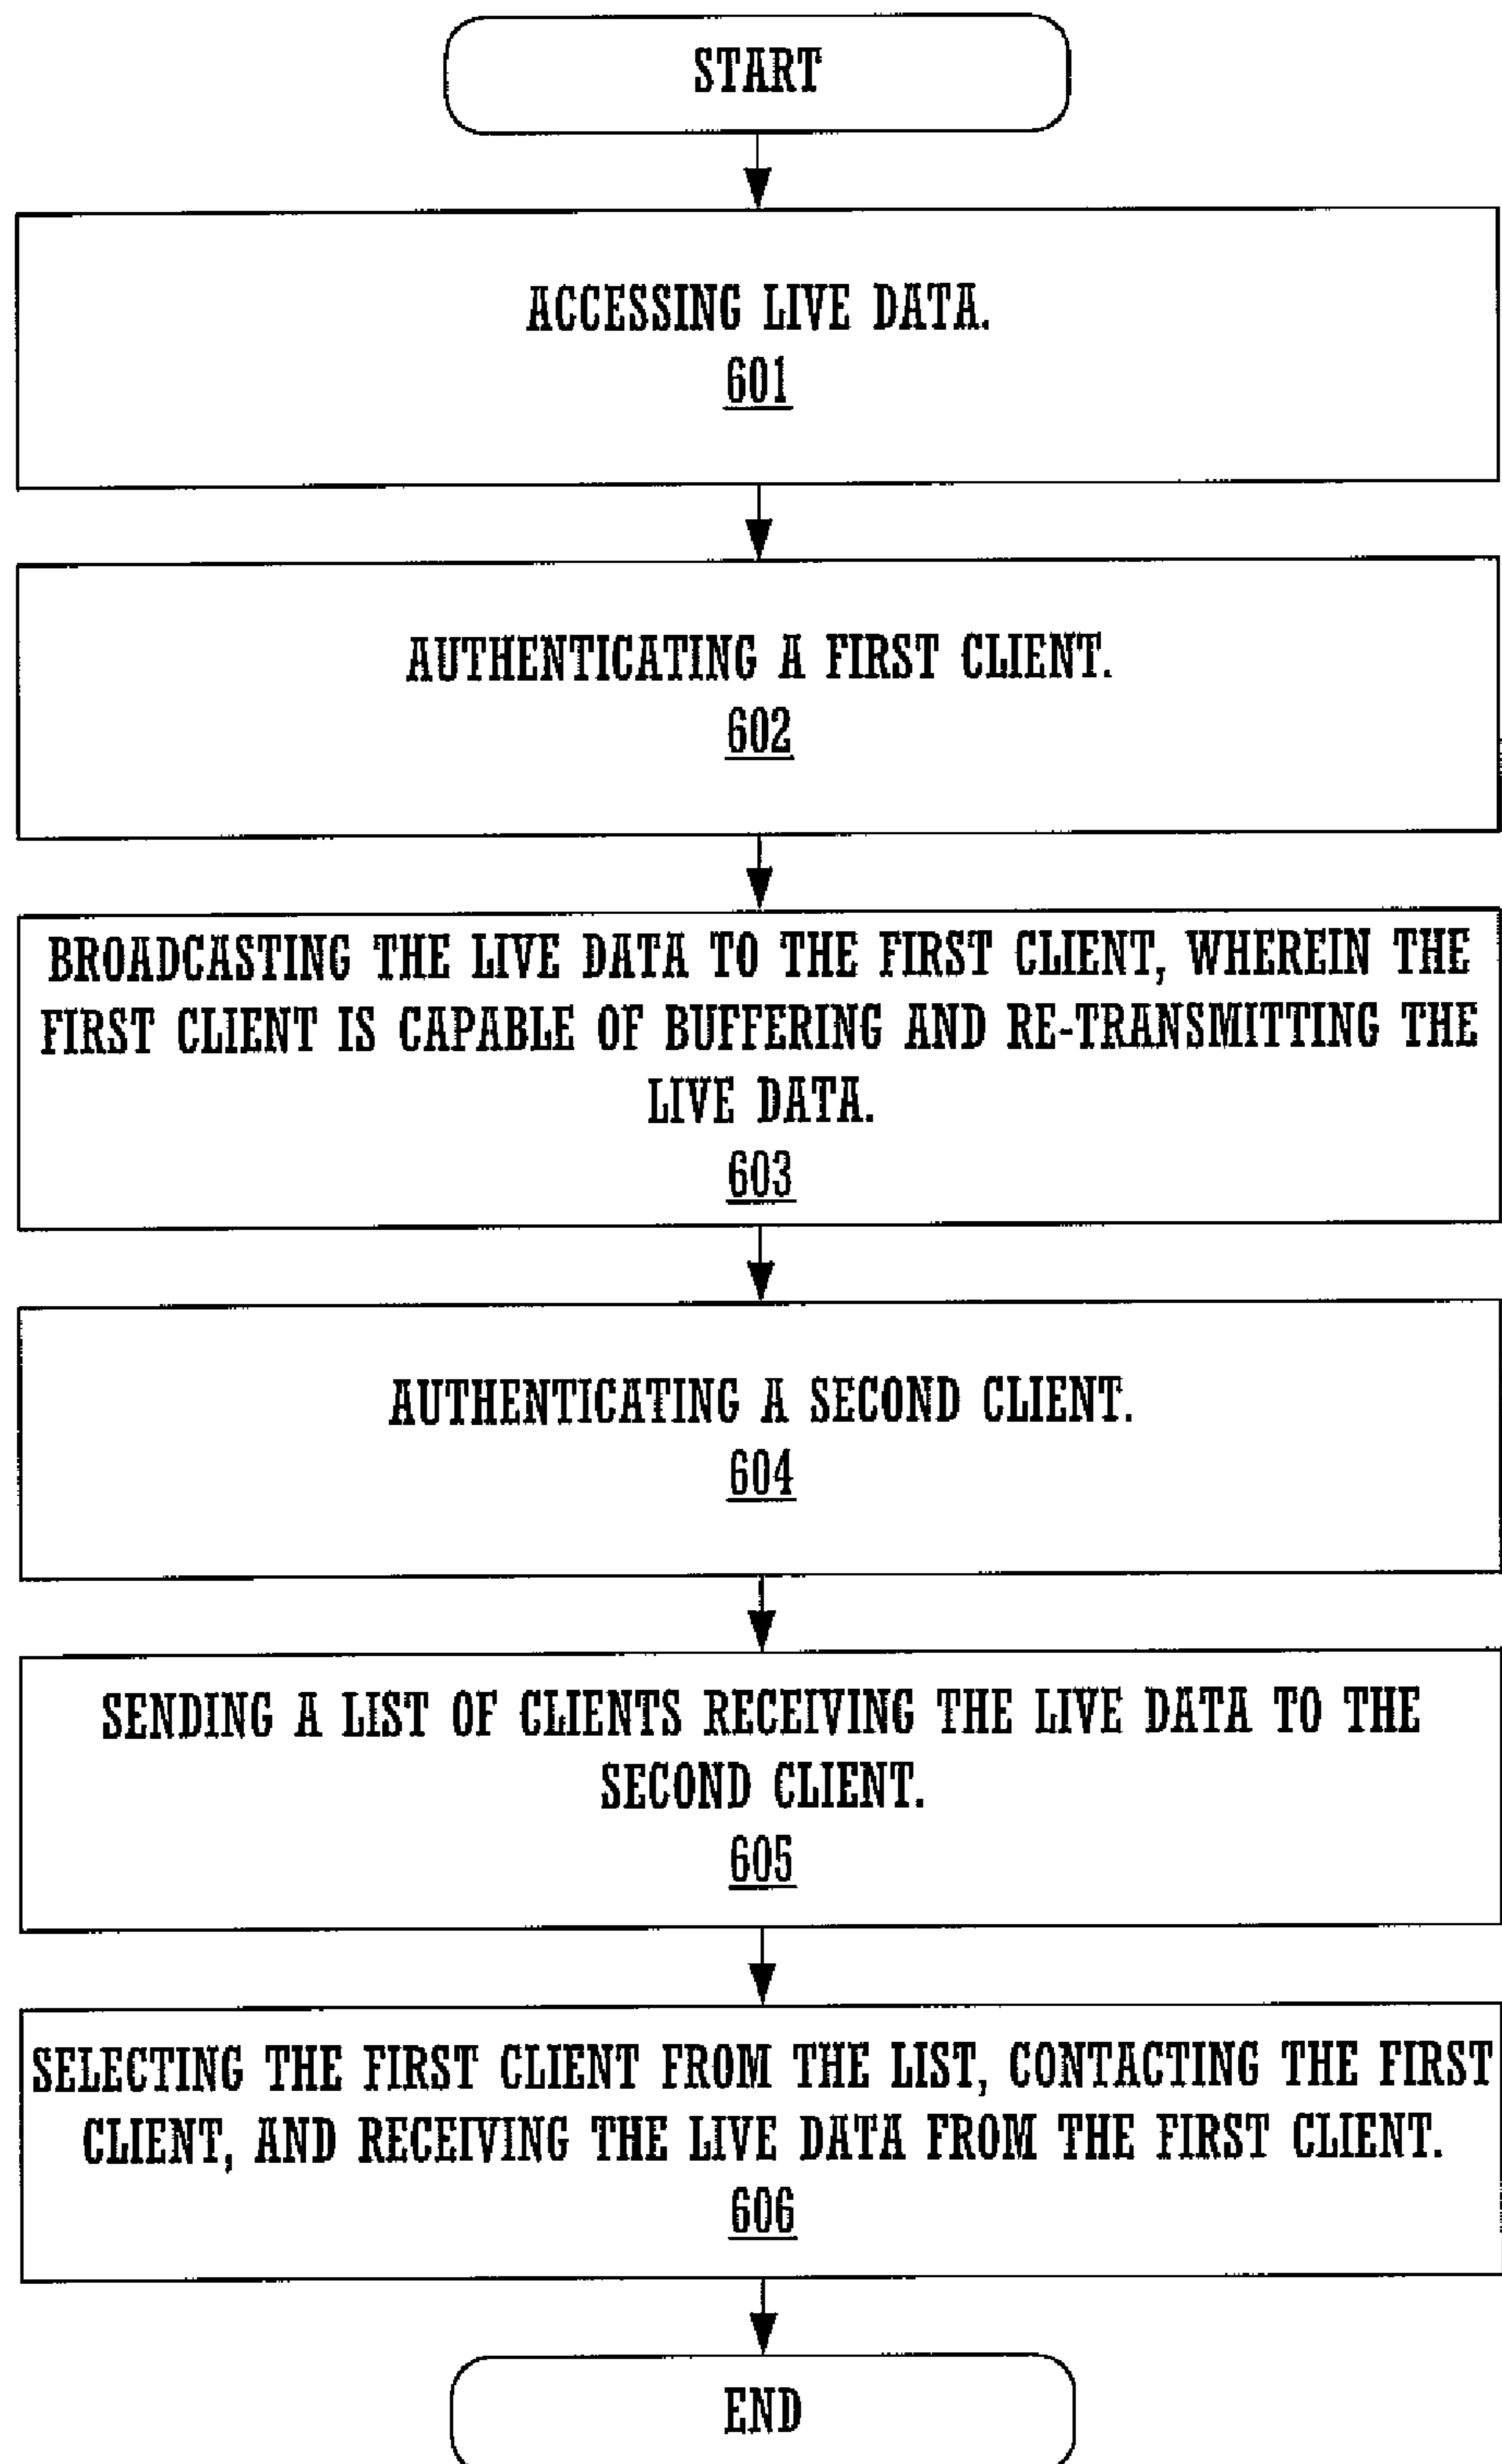 START
ACCESSING LIVE DATA.
601
AUTHENTICATING A FIRST CLIENT.
602
BROADCASTING THE LIVE DATA TO THE FIRST CLIENT, WHEREIN THE
FIRST CLIENT IS CAPABLE OF BUFFERING AND RE-TRANSMITTING THE
LIVE DATA.
603
AUTHENTICATING A SECOND CLIENT.
604
SENDING A LIST OF CLIENTS RECEIVING THE LIVE DATA TO THE
SECOND CLIENT.
605
SELECTING THE FIRST CLIENT FROM THE LIST, CONTACTING THE FIRST
CLIENT, AND RECEIVING THE LIVE DATA FROM THE FIRST CLIENT.
606
END